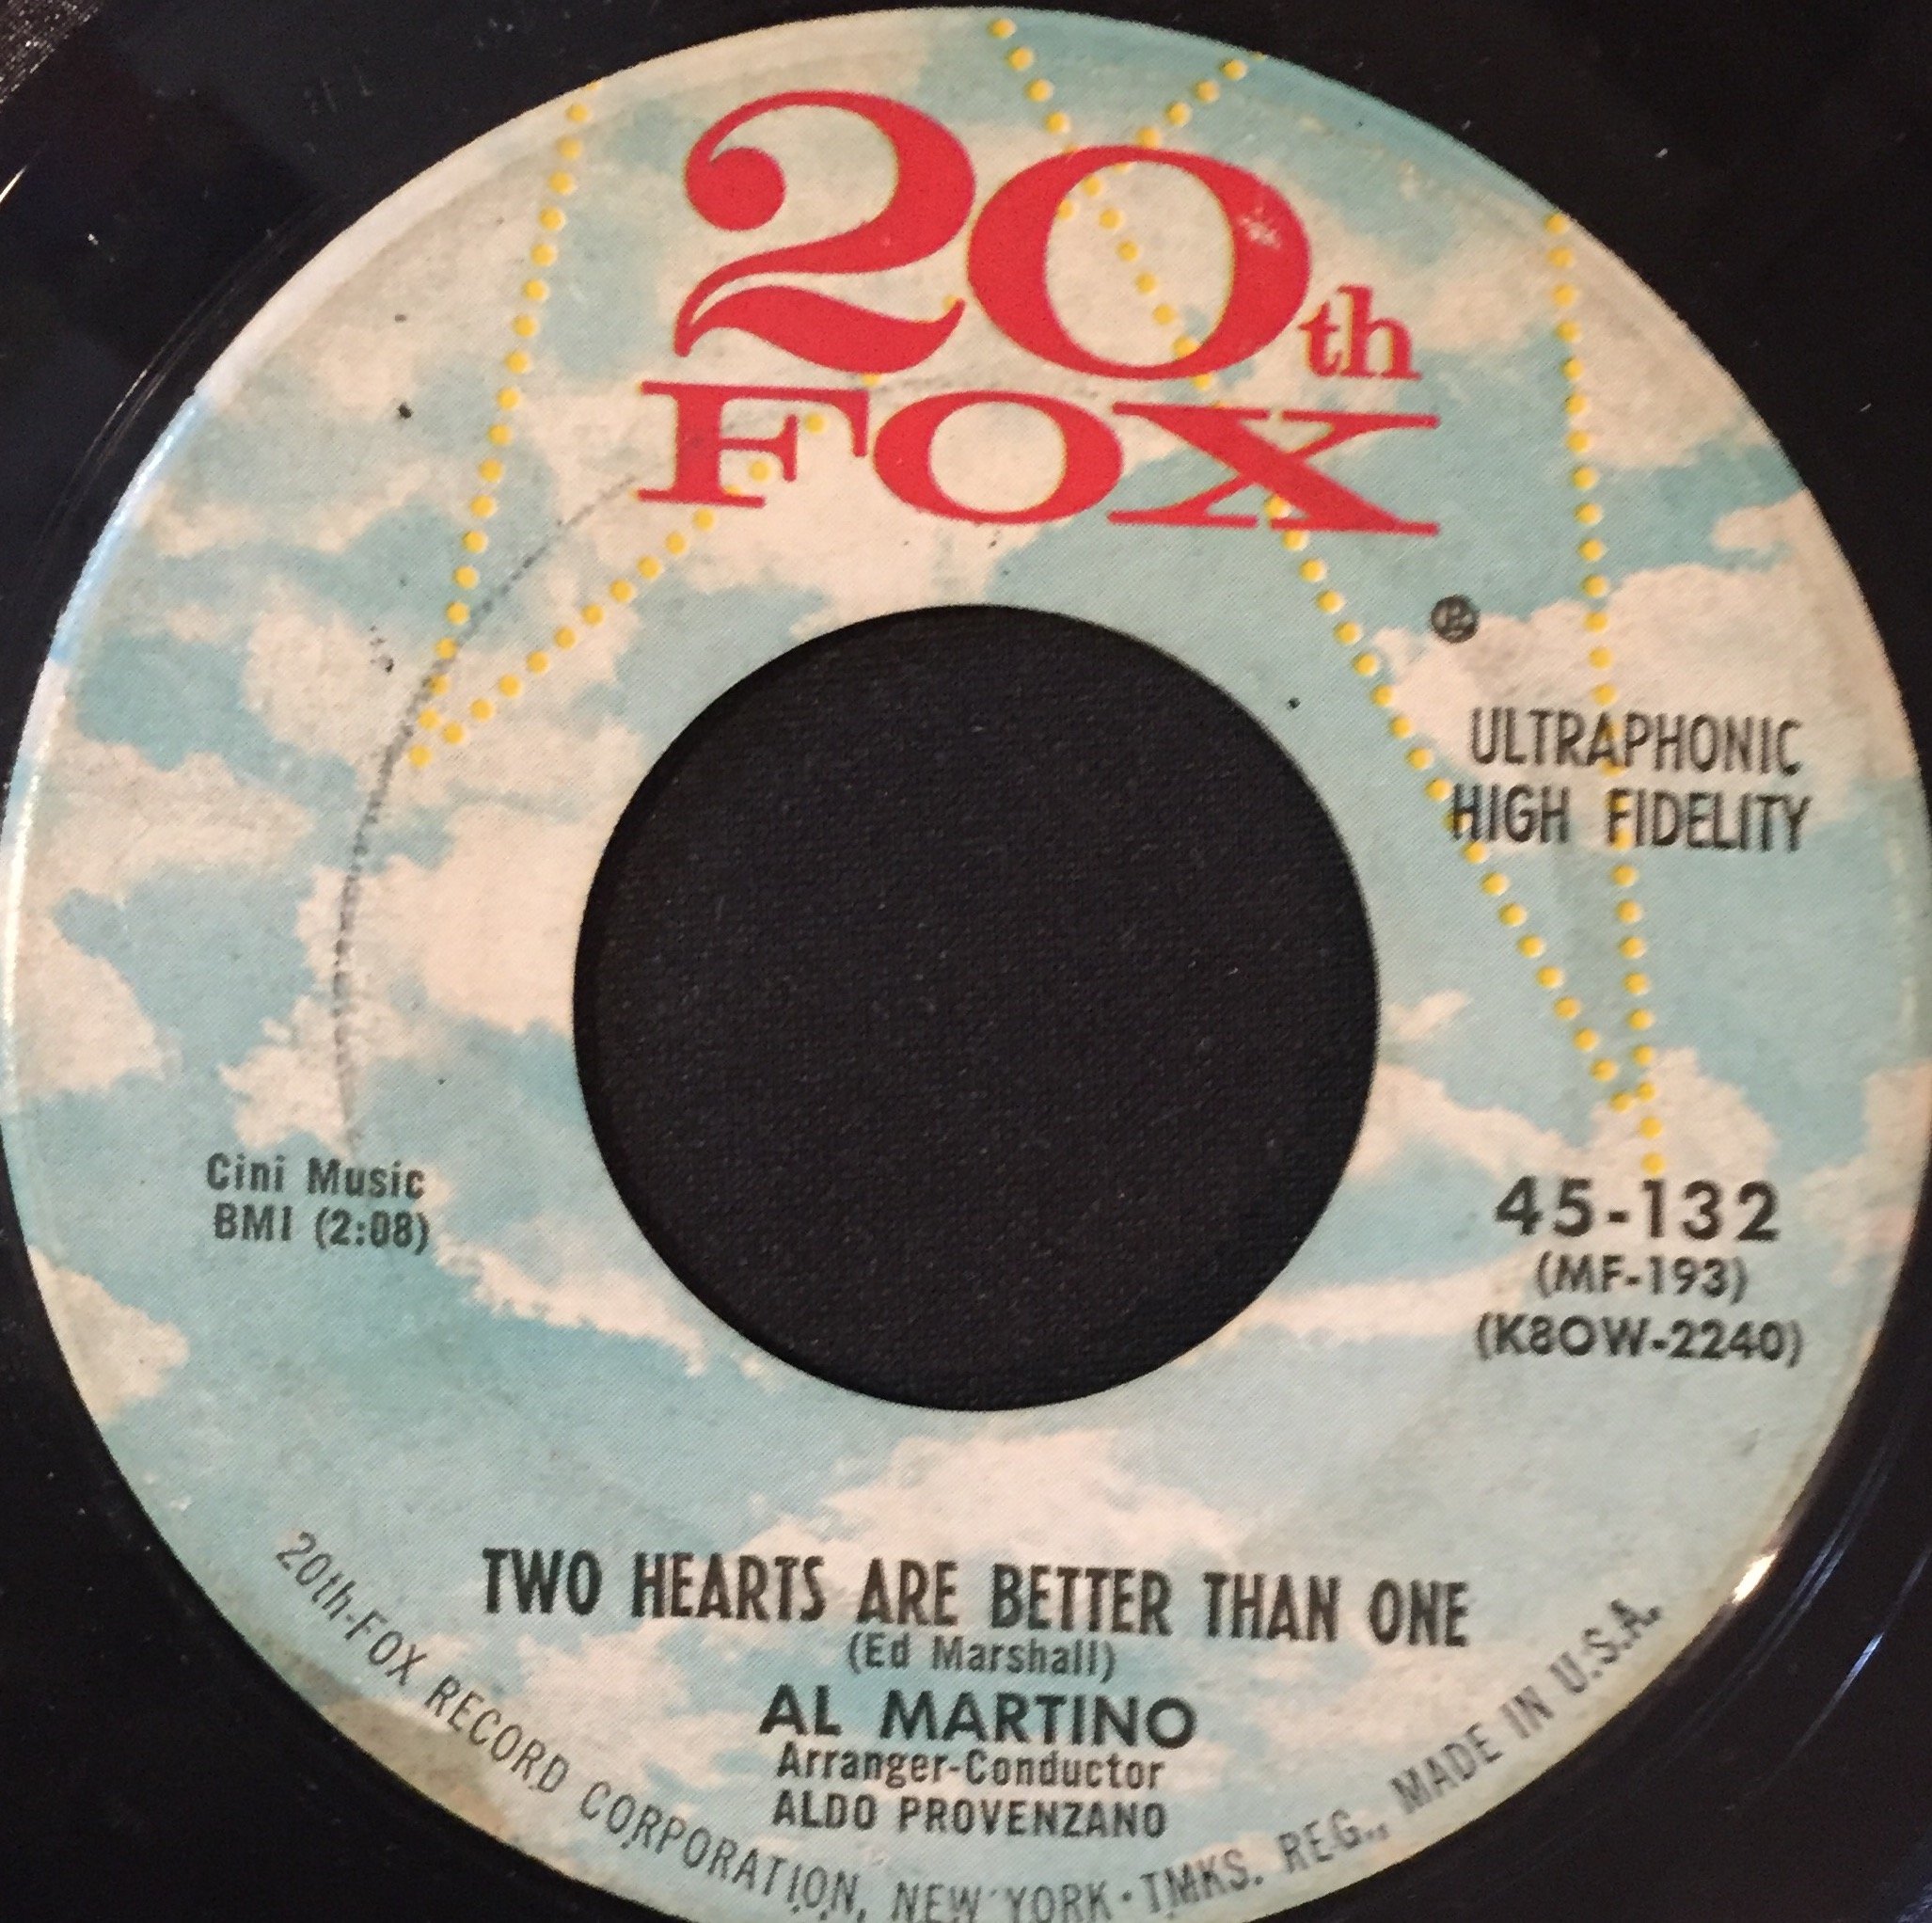 20th
FOX
®
ULTRAPHONIC
HIGH FIDELITY
Cini Music
BMI (2:08)
45-132
(MF-193)
(K8OW-2240)
TWO HEARTS ARE BETTER THAN ONE
(Ed Marshall)
AL MARTINO
Arranger-Conductor
ALDO PROVENZANO
20th-FOX RECORD CORPORATION, NEW YORK · TMKS. REG., MADE IN U.S.A.